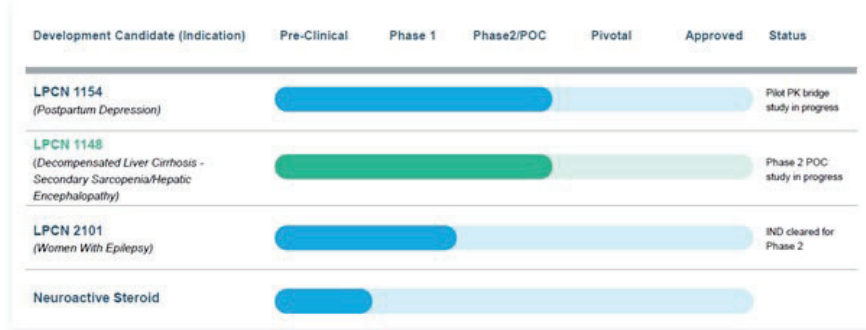 Development Candidate (Indication) Pre-Clinical Phase 1 Phase2/POC Pivotal Approved Status
LPCN 1154
(Postpartum Depression)
Pilot PK bridge
study in progress
LPCN 1148
(Decompensated Liver Cirrhosis -
Secondary Sarcopenia/Hepatic
Encephalopathy)
Phase 2 POC
study in progress
LPCN 2101
(Women With Epilepsy)
IND cleared for
Phase 2
Neuroactive Steroid